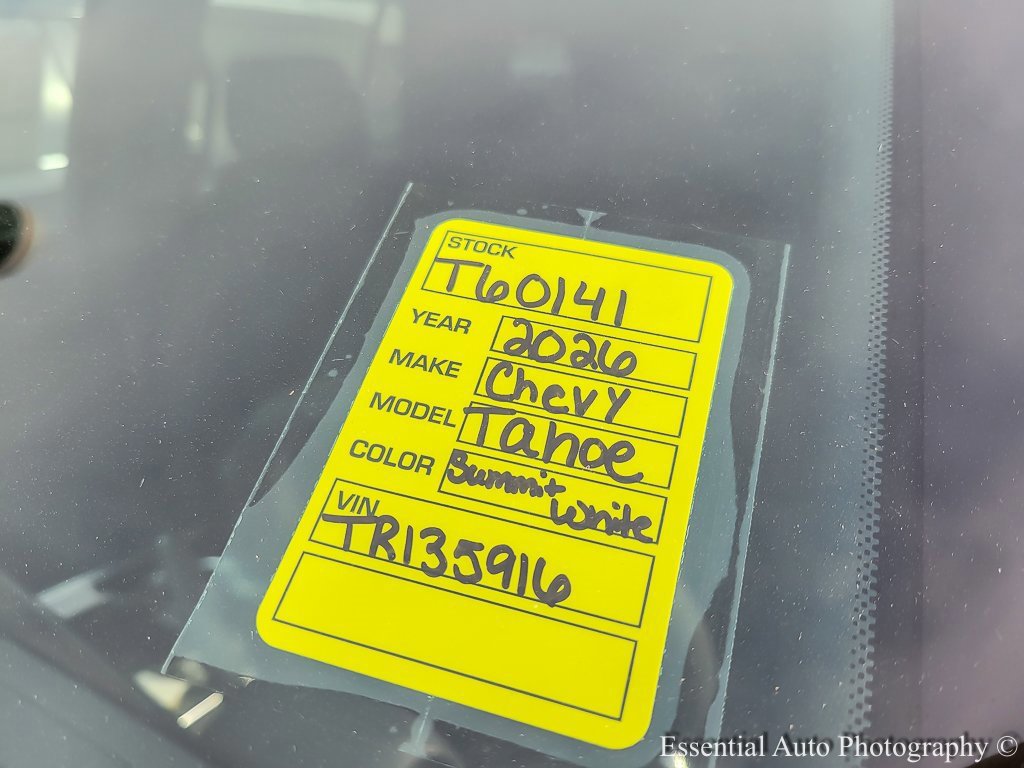 STOCK
T60141
YEAR 2026
MAKE Chevy
MODEL Tahoe
COLOR Summit
White
VIN
TR135916
Essential Auto Photography ©